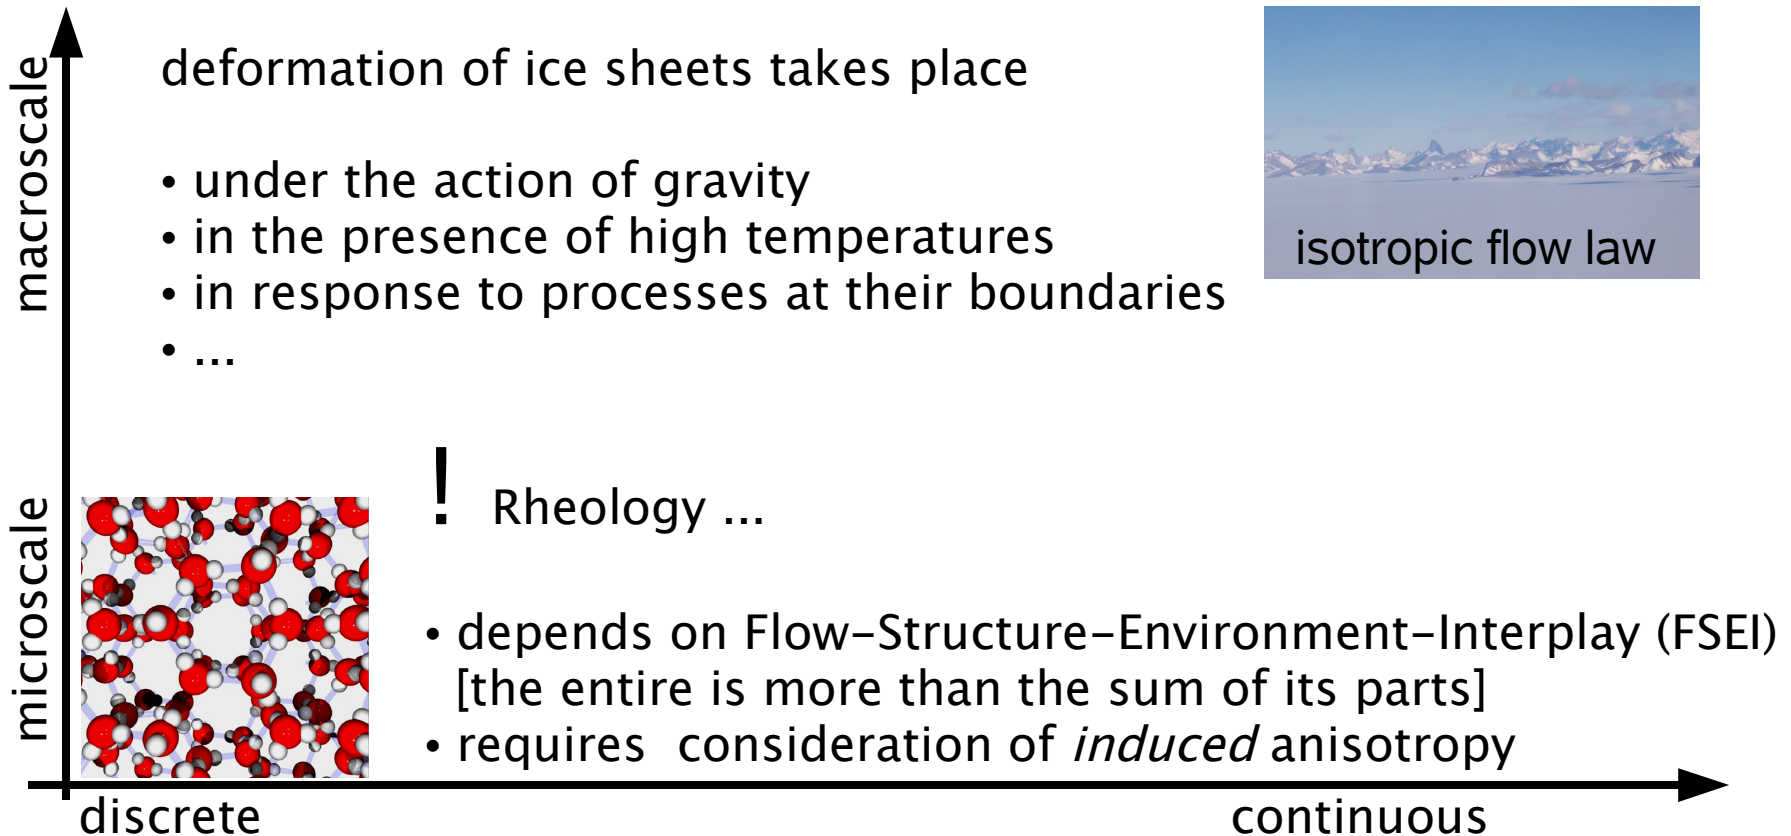 macroscale
deformation of ice sheets takes place
• under the action of gravity
• in the presence of high temperatures
• in response to processes at their boundaries
• ...
isotropic flow law
microscale
! Rheology ...
• depends on Flow–Structure–Environment–Interplay (FSEI)
[the entire is more than the sum of its parts]
• requires consideration of induced anisotropy
discrete
continuous